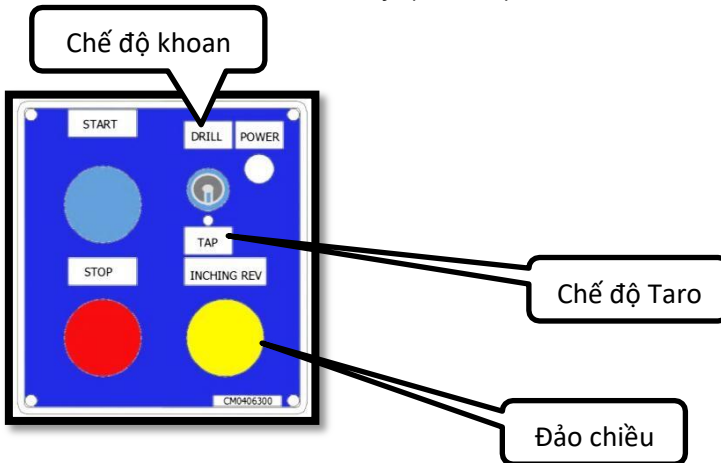 Chế độ khoan
START
DRILL
POWER
TAP
STOP
INCHING REV
Chế độ Taro
CM0406300
Đảo chiều